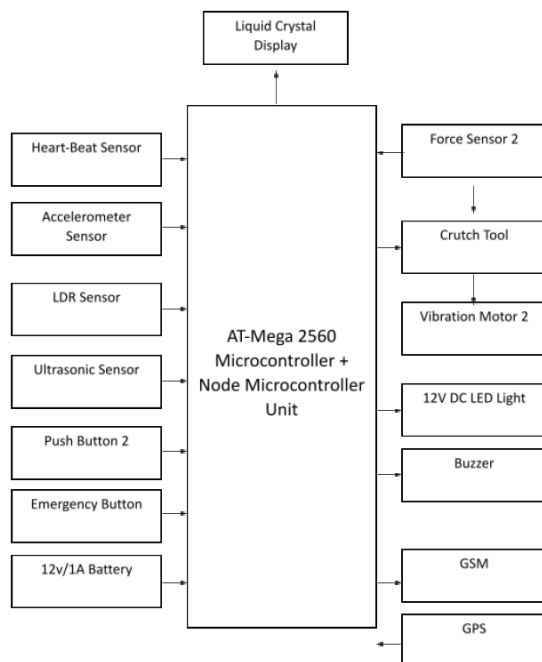 Liquid Crystal
Display
Heart-Beat Sensor
Accelerometer
Sensor
LDR Sensor
Ultrasonic Sensor
Push Button 2
Emergency Button
12v/1A Battery
AT-Mega 2560
Microcontroller +
Node Microcontroller
Unit
Force Sensor 2
Crutch Tool
Vibration Motor 2
12V DC LED Light
Buzzer
GSM
GPS